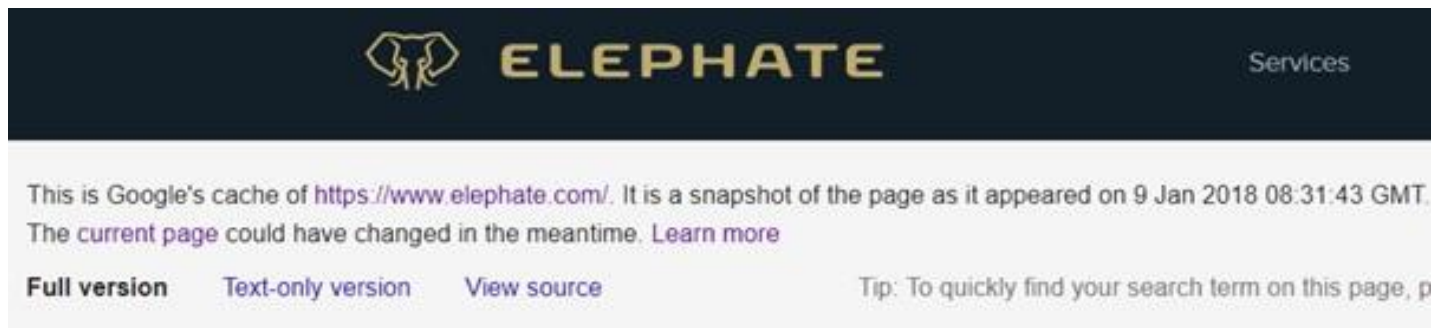 ELEPHATE Services
This is Google's cache of https://www.elephate.com/. It is a snapshot of the page as it appeared on 9 Jan 2018 08:31:43 GMT.
The current page could have changed in the meantime. Learn more
Full version Text-only version View source Tip: To quickly find your search term on this page,